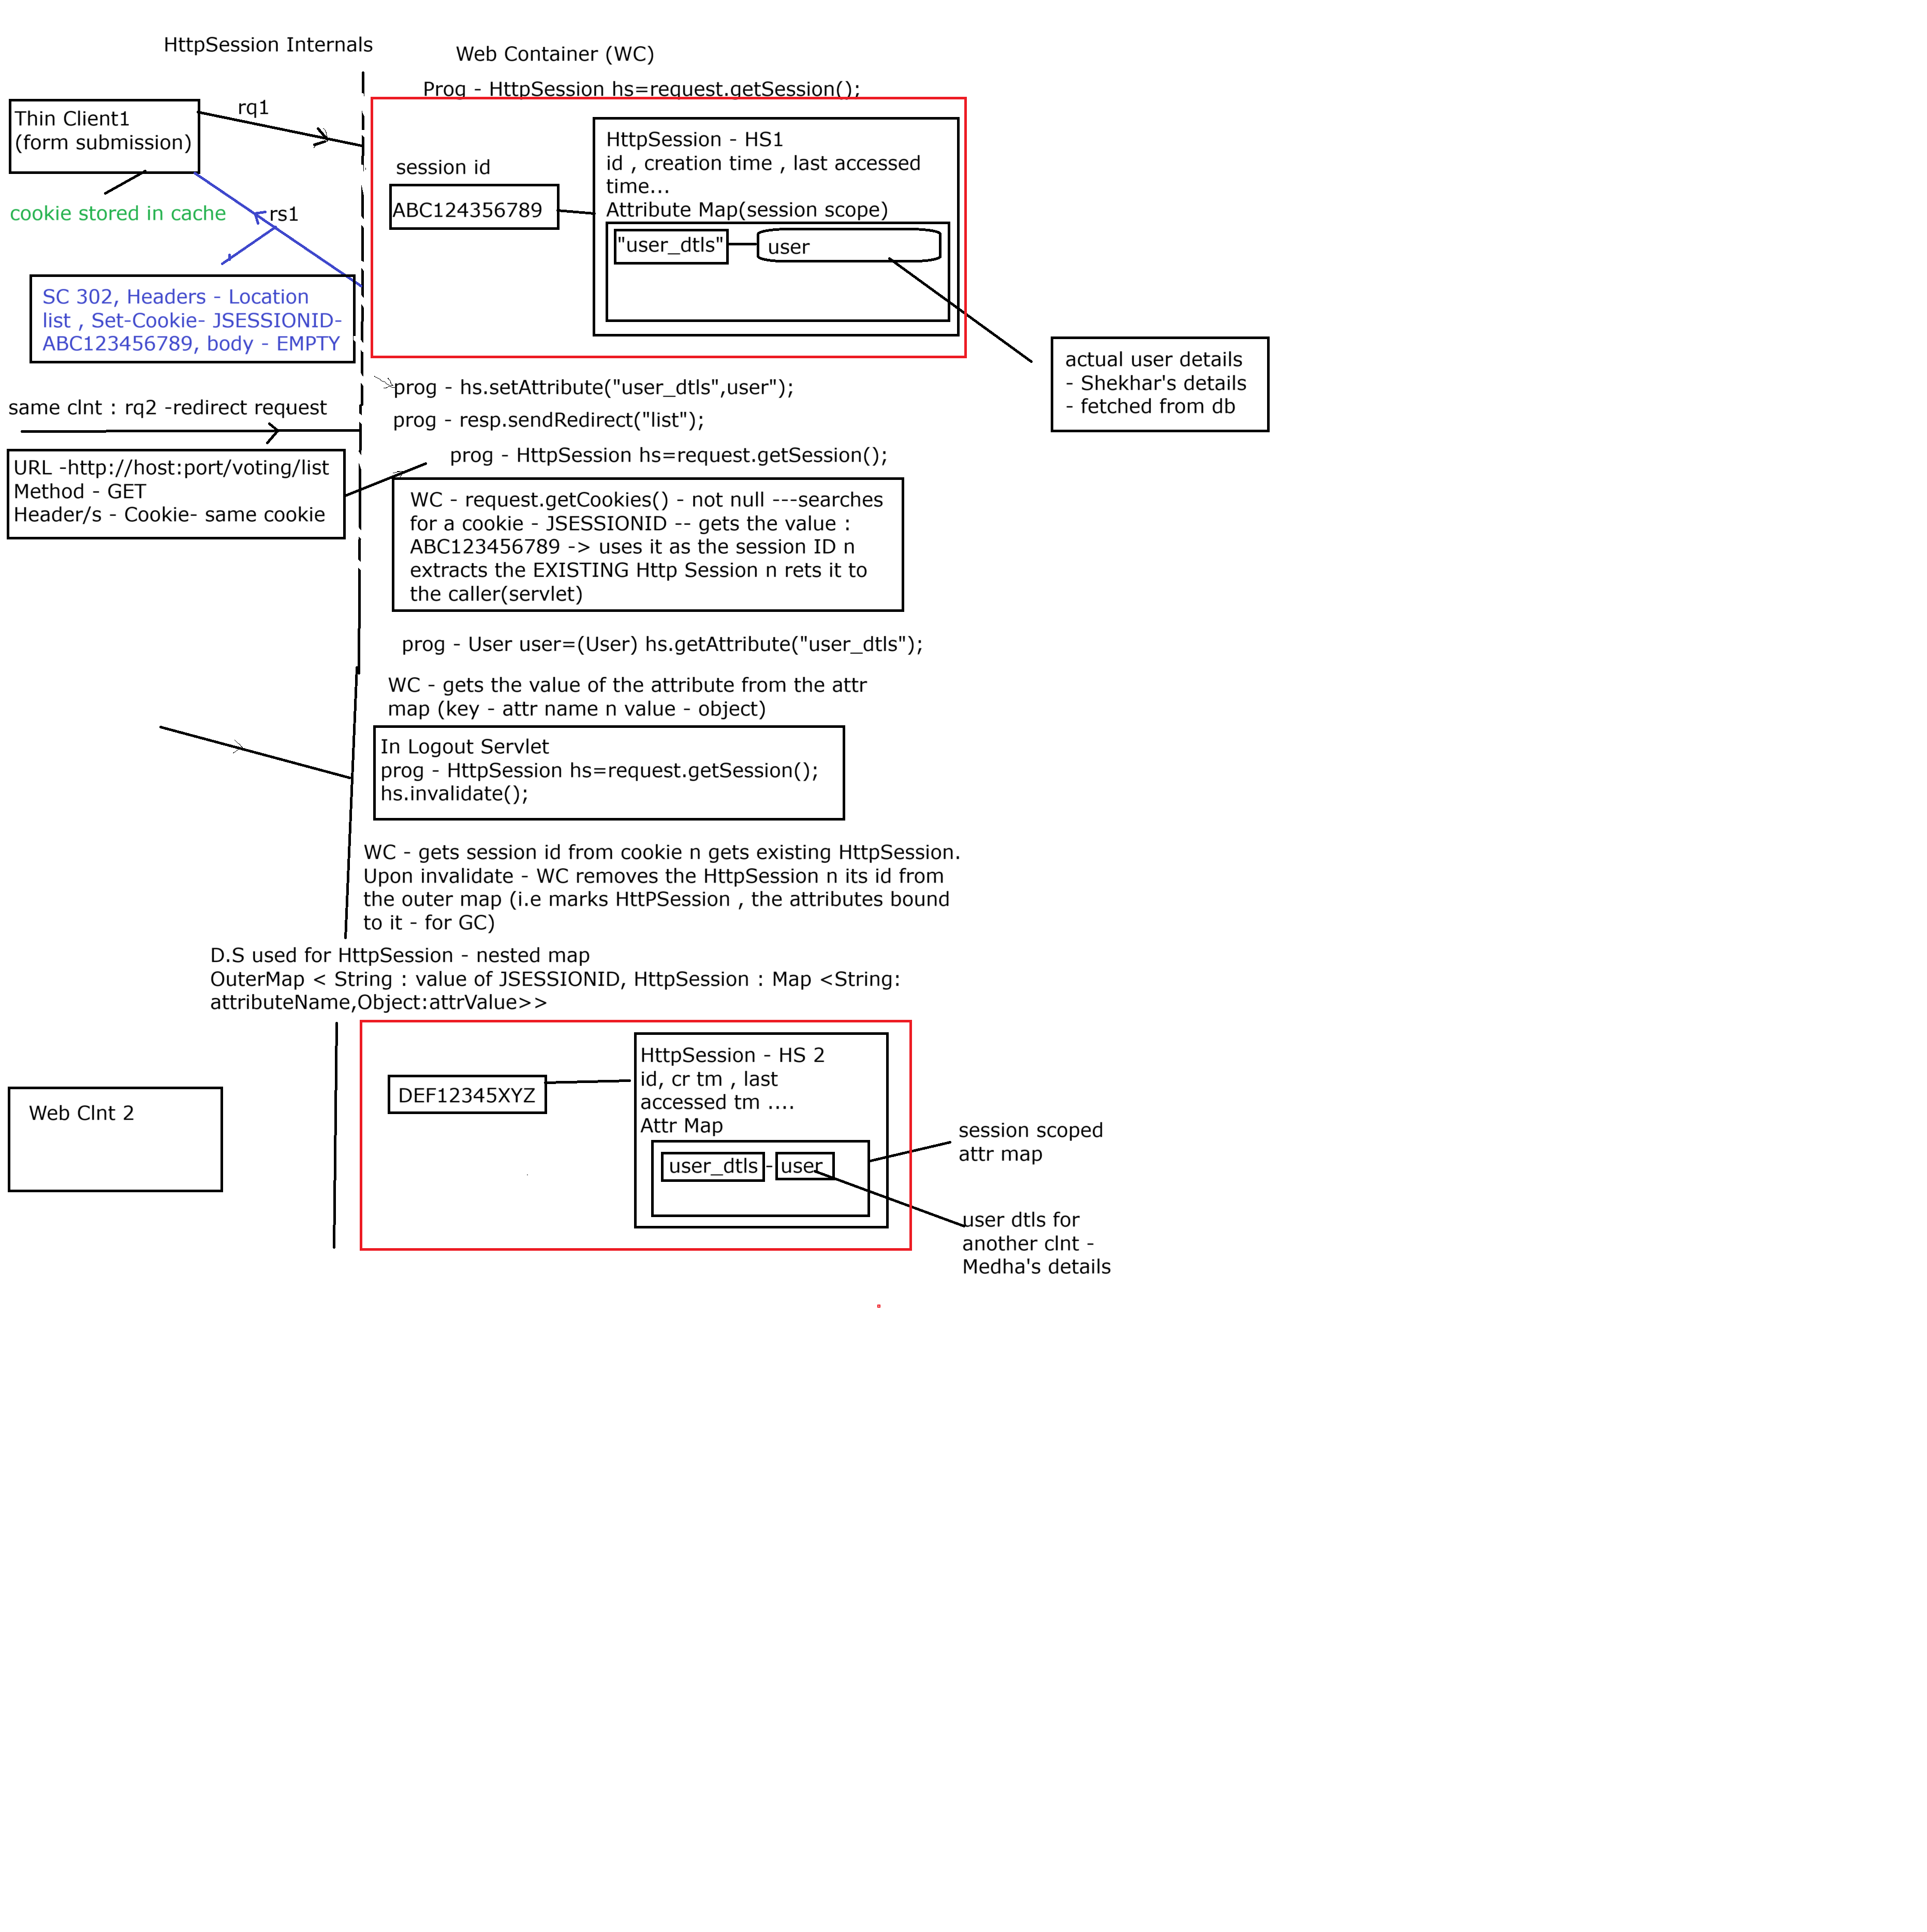 HttpSession Internals
Web Container (WC)
Prog - HttpSession hs=request.getSession();
Thin Client1
(form submission)
rq1
cookie stored in cache
rs1
session id
ABC124356789
HttpSession - HS1
id , creation time , last accessed
time...
Attribute Map(session scope)
"user_dtls"
user
SC 302, Headers - Location
list , Set-Cookie- JSESSIONID-
ABC123456789, body - EMPTY
actual user details
- Shekhar's details
- fetched from db
prog - hs.setAttribute("user_dtls",user");
prog - resp.sendRedirect("list");
same clnt : rq2 -redirect request
URL -http://host:port/voting/list
Method - GET
Header/s - Cookie- same cookie
prog - HttpSession hs=request.getSession();
WC - request.getCookies() - not null ---searches
for a cookie - JSESSIONID -- gets the value :
ABC123456789 -> uses it as the session ID n
extracts the EXISTING Http Session n rets it to
the caller(servlet)
prog - User user=(User) hs.getAttribute("user_dtls");
WC - gets the value of the attribute from the attr
map (key - attr name n value - object)
In Logout Servlet
prog - HttpSession hs=request.getSession();
hs.invalidate();
WC - gets session id from cookie n gets existing HttpSession.
Upon invalidate - WC removes the HttpSession n its id from
the outer map (i.e marks HttPSession , the attributes bound
to it - for GC)
D.S used for HttpSession - nested map
OuterMap < String : value of JSESSIONID, HttpSession : Map <String:
attributeName,Object:attrValue>>
Web Clnt 2
DEF12345XYZ
HttpSession - HS 2
id, cr tm , last
accessed tm ....
Attr Map
user_dtls
-
user
session scoped
attr map
user dtls for
another clnt -
Medha's details